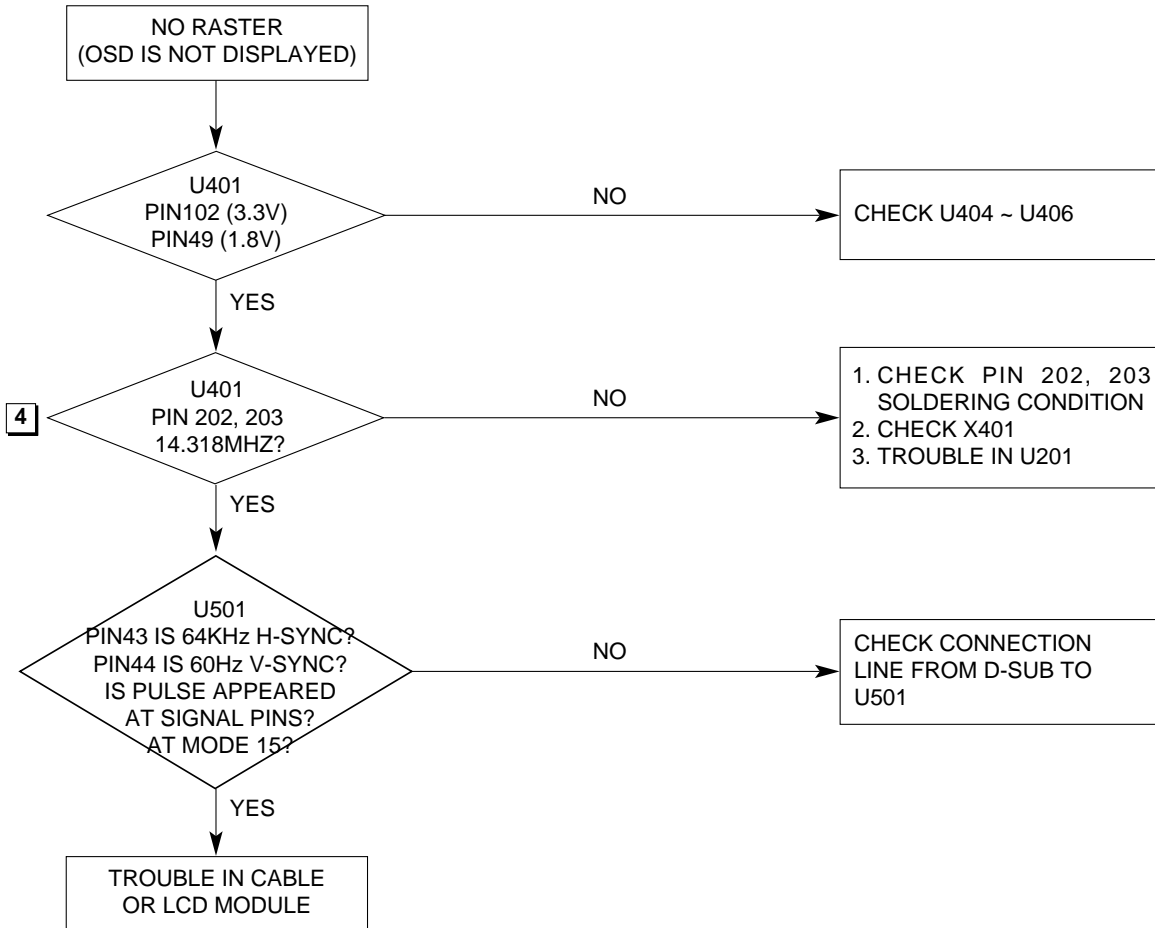 NO RASTER
(OSD IS NOT DISPLAYED)
U401
PIN102 (3.3V)
PIN49 (1.8V)
NO
CHECK U404 ~ U406
YES
4
U401
PIN 202, 203
14.318MHZ?
NO
1. CHECK PIN 202, 203
SOLDERING CONDITION
2. CHECK X401
3. TROUBLE IN U201
YES
U501
PIN43 IS 64KHz H-SYNC?
PIN44 IS 60Hz V-SYNC?
IS PULSE APPEARED
AT SIGNAL PINS?
AT MODE 15?
NO
CHECK CONNECTION
LINE FROM D-SUB TO
U501
YES
TROUBLE IN CABLE
OR LCD MODULE